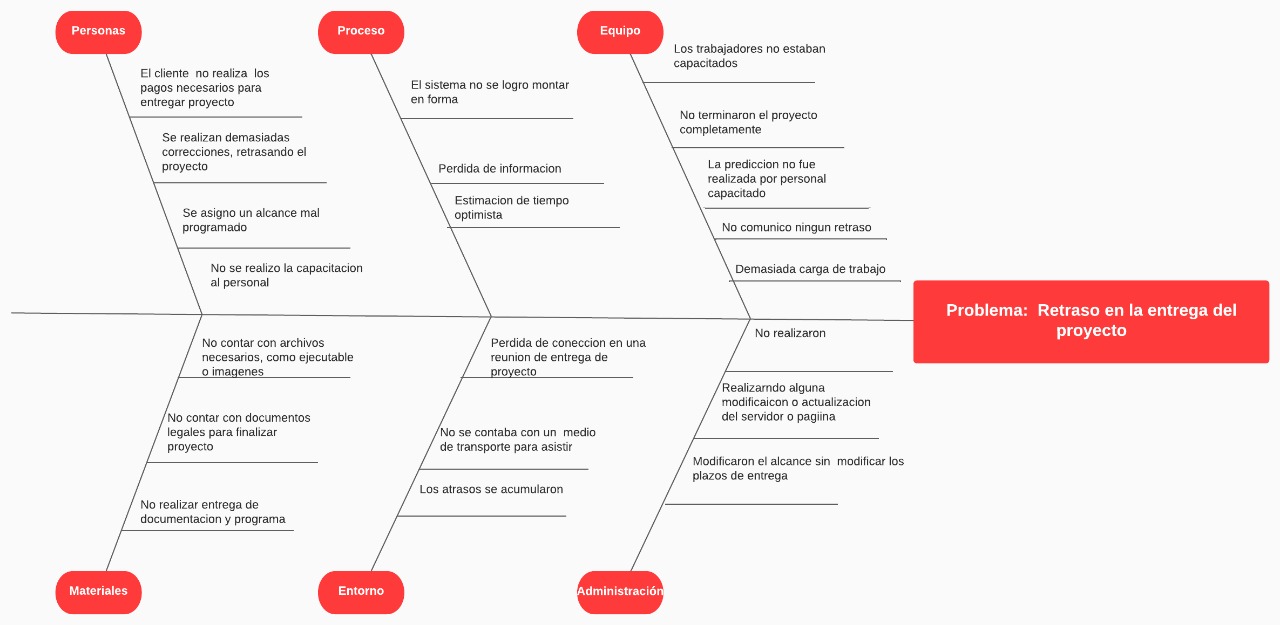 Personas
El cliente  no realiza  los
pagos necesarios para
entregar proyecto
Se realizan demasiadas
correcciones, retrasando el
proyecto
Se asigno un alcance mal
programado
No se realizo la capacitacion
al personal
Proceso
El sistema no se logro montar
en forma
Perdida de informacion
Estimacion de tiempo
optimista
Equipo
Los trabajadores no estaban
capacitados
No terminaron el proyecto
completamente
La prediccion no fue
realizada por personal
capacitado
No comunico ningun retraso
Demasiada carga de trabajo
Problema:  Retraso en la entrega del
proyecto
No contar con archivos
necesarios, como ejecutable
o imagenes
No contar con documentos
legales para finalizar
proyecto
No realizar entrega de
documentacion y programa
Materiales
Perdida de coneccion en una
reunion de entrega de
proyecto
No se contaba con un  medio
de transporte para asistir
Los atrasos se acumularon
Entorno
No realizaron
Realizarndo alguna
modificaicon o actualizacion
del servidor o pagiina
Modificaron el alcance sin  modificar los
plazos de entrega
Administración